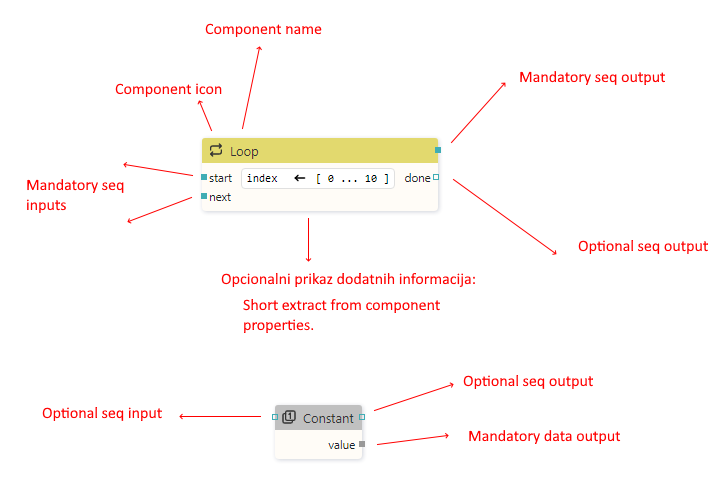 Component name
Mandatory seq output
Component icon
Loop
start
index ← [ 0 ... 10 ]
done
next
Mandatory seq
inputs
Optional seq output
Opcionalni prikaz dodatnih informacija:
Short extract from component
properties.
Optional seq output
Optional seq input
1
Constant
Mandatory data output
value